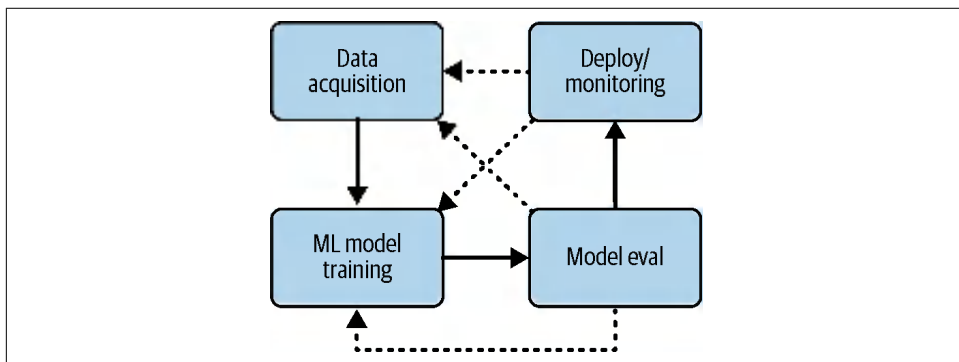 Data
acquisition
Deploy/
monitoring
ML model
training
Model eval